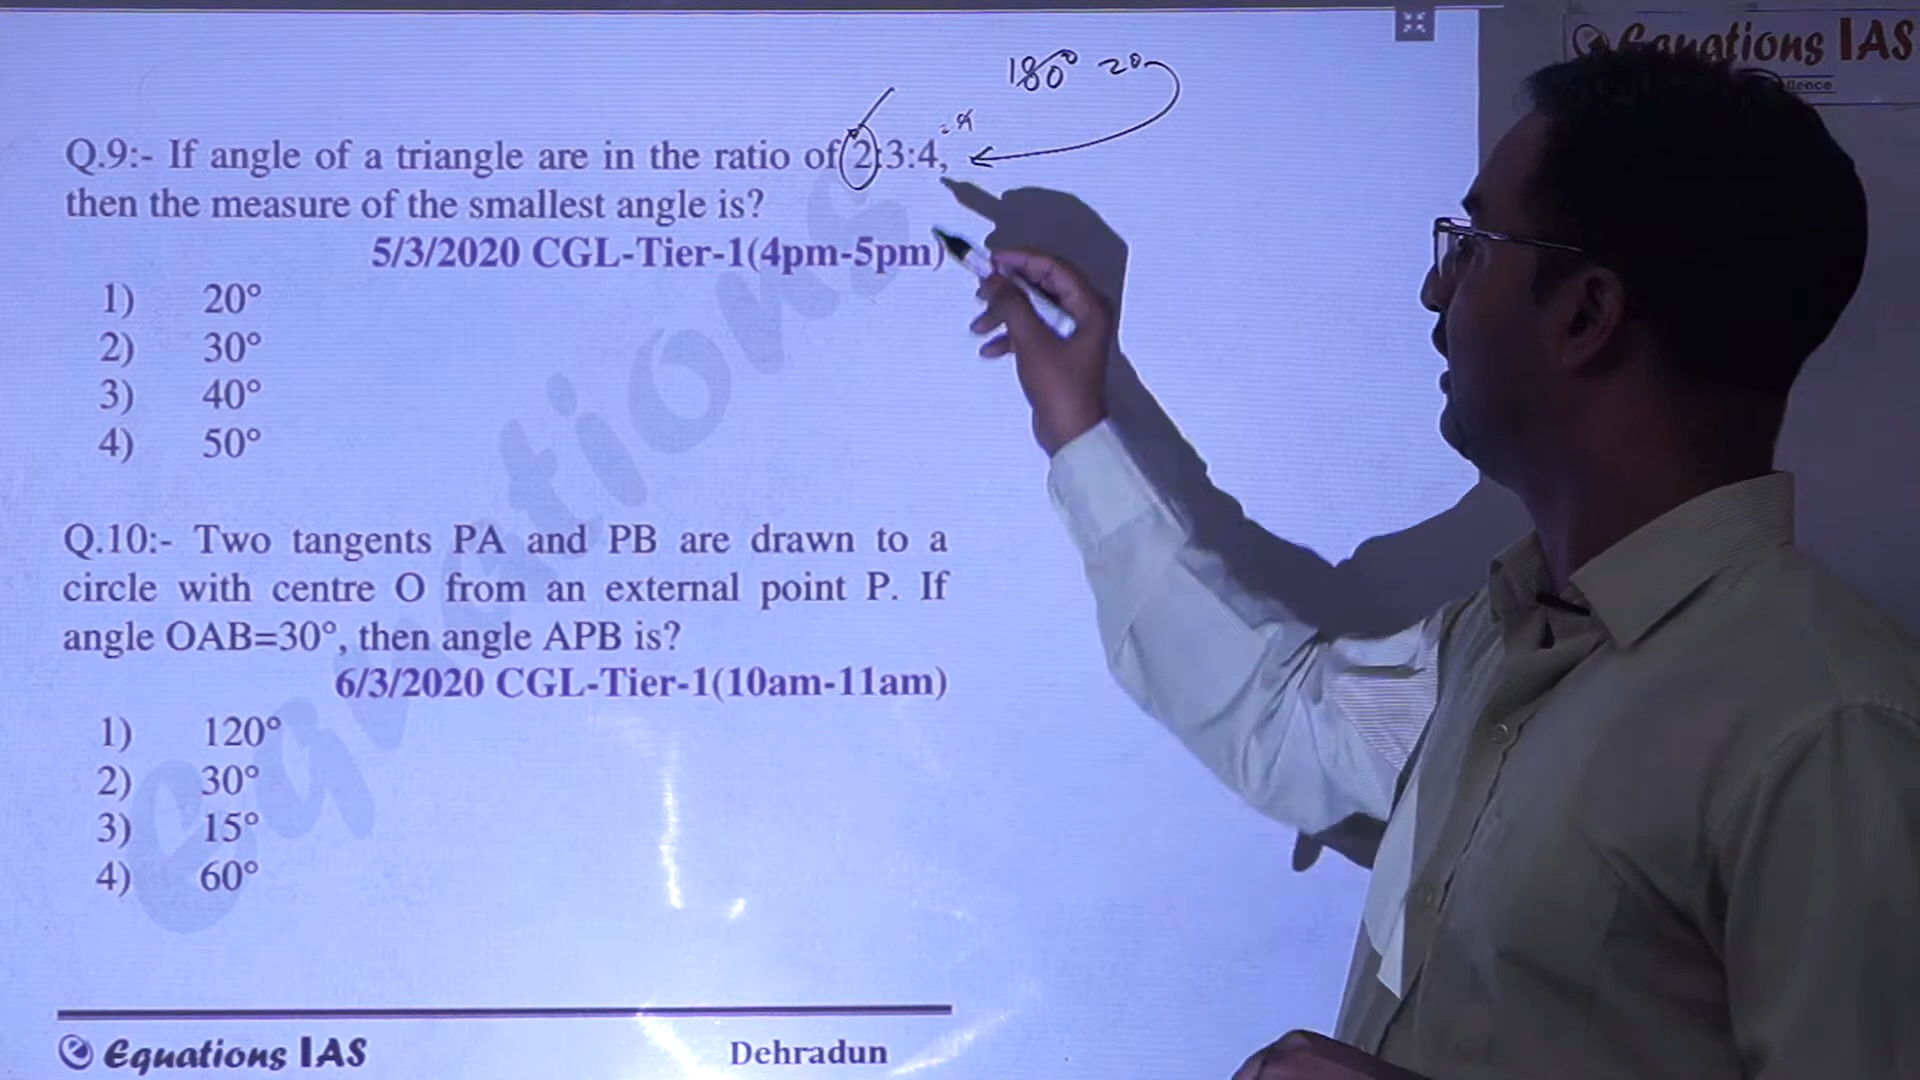 Equations IAS
180° 20
=9
Q.9:- If angle of a triangle are in the ratio of 2:3:4,
then the measure of the smallest angle is?
5/3/2020 CGL-Tier-1(4pm-5pm)
1) 20°
2) 30°
3) 40°
4) 50°
Q.10:- Two tangents PA and PB are drawn to a
circle with centre O from an external point P. If
angle OAB=30°, then angle APB is?
6/3/2020 CGL-Tier-1(10am-11am)
1) 120°
2) 30°
3) 15°
4) 60°
Equations
Equations IAS Dehradun